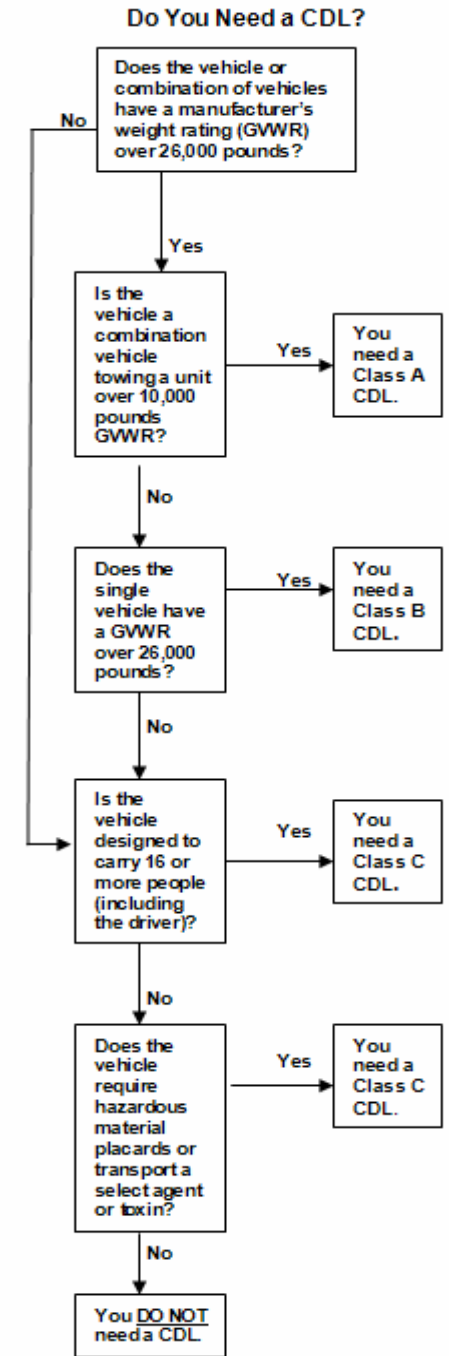 Do You Need a CDL?
Does the vehicle or
combination of vehicles
have a manufacturer's
weight rating (GVWR)
over 26,000 pounds?
No
Yes
Is the
vehicle a
combination
vehicle
towing a unit
over 10,000
pounds
GVWR?
Yes
You
need a
Class A
CDL.
No
Does the
single
vehicle have
a GVWR
over 26,000
pounds?
Yes
You
need a
Class B
CDL.
No
Is the
vehicle
designed to
carry 16 or
more people
(including
the driver)?
Yes
You
need a
Class C
CDL.
No
Does the
vehicle
require
hazardous
material
placards or
transport a
select agent
or toxin?
Yes
You
need a
Class C
CDL.
No
You DO NOT
need a CDL.